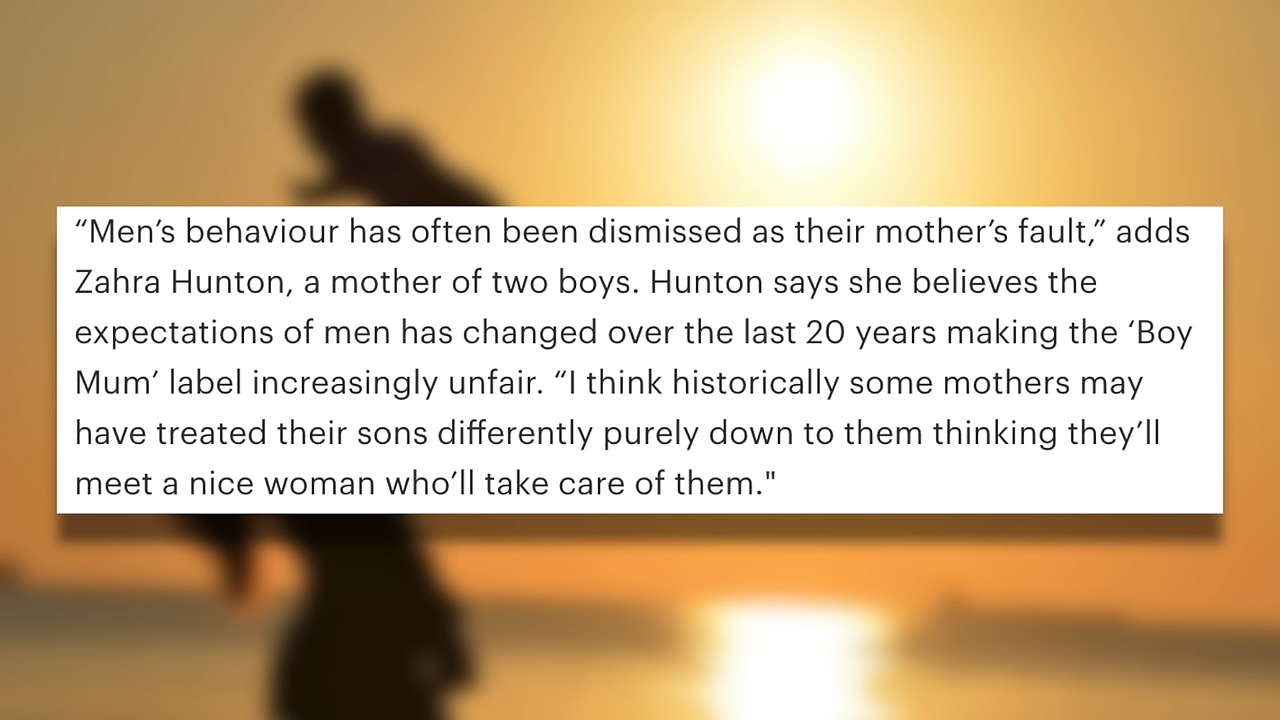 “Men’s behaviour has often been dismissed as their mother’s fault,” adds
Zahra Hunton, a mother of two boys. Hunton says she believes the
expectations of men has changed over the last 20 years making the ‘Boy
Mum’ label increasingly unfair. “I think historically some mothers may
have treated their sons differently purely down to them thinking they’ll
meet a nice woman who’ll take care of them."